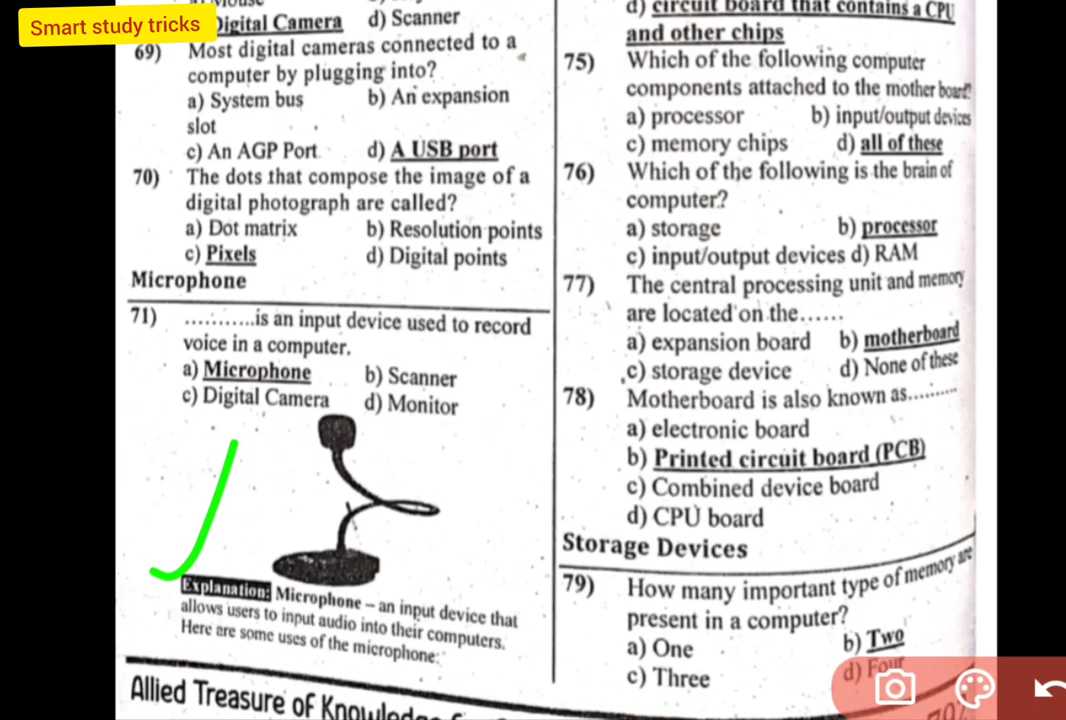 Smart study tricks
Digital Camera d) Scanner
69) Most digital cameras connected to a
computer by plugging into?
a) System bus b) An expansion
slot
c) An AGP Port d) A USB port
70) The dots that compose the image of a
digital photograph are called?
a) Dot matrix b) Resolution points
c) Pixels d) Digital points
Microphone
71) ...........is an input device used to record
voice in a computer.
a) Microphone b) Scanner
c) Digital Camera d) Monitor
Explanation: Microphone – an input device that
allows users to input audio into their computers.
Here are some uses of the microphone:
Allied Treasure of
d) circuit board that contains a CPU
and other chips
75) Which of the following computer
components attached to the mother board?
a) processor b) input/output devices
c) memory chips d) all of these
76) Which of the following is the brain of
computer?
a) storage b) processor
c) input/output devices d) RAM
77) The central processing unit and memory
are located on the......
a) expansion board b) motherboard
c) storage device d) None of these
78) Motherboard is also known as.........
a) electronic board
b) Printed circuit board (PCB)
c) Combined device board
d) CPU board
Storage Devices
79) How many important type of memory are
present in a computer?
a) One b) Two
c) Three d) Four